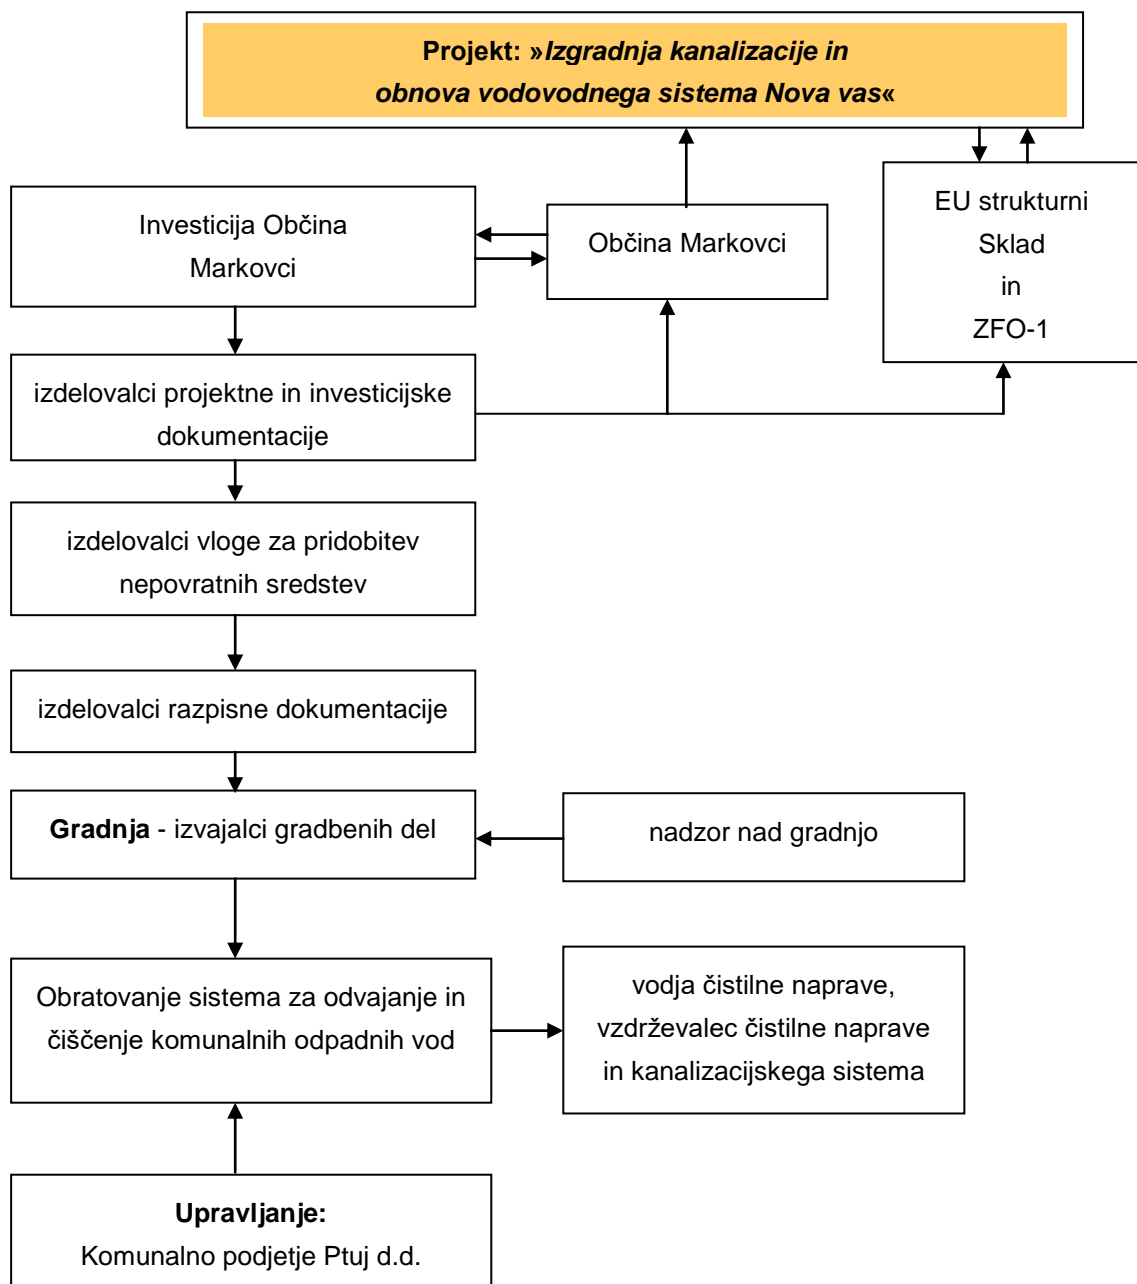 Projekt: »Izgradnja kanalizacije in
obnova vodovodnega sistema Nova vas«
Investicija Občina
Markovci
Občina Markovci
EU strukturni
Sklad
in
ZFO-1
izdelovalci projektne in investicijske
dokumentacije
izdelovalci vloge za pridobitev
nepovratnih sredstev
izdelovalci razpisne dokumentacije
Gradnja - izvajalci gradbenih del
nadzor nad gradnjo
Obratovanje sistema za odvajanje in
čiščenje komunalnih odpadnih vod
vodja čistilne naprave,
vzdrževalec čistilne naprave
in kanalizacijskega sistema
Upravljanje:
Komunalno podjetje Ptuj d.d.